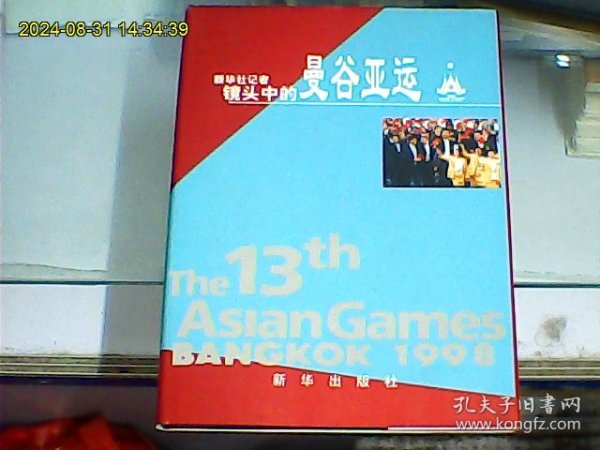 2024-08-31 14:34:39
新华社记者
镜头中的 曼谷亚运
The 13th
Asian Games
BANGKOK 1998
新华出版社
孔夫子旧书网
www.kongfz.com